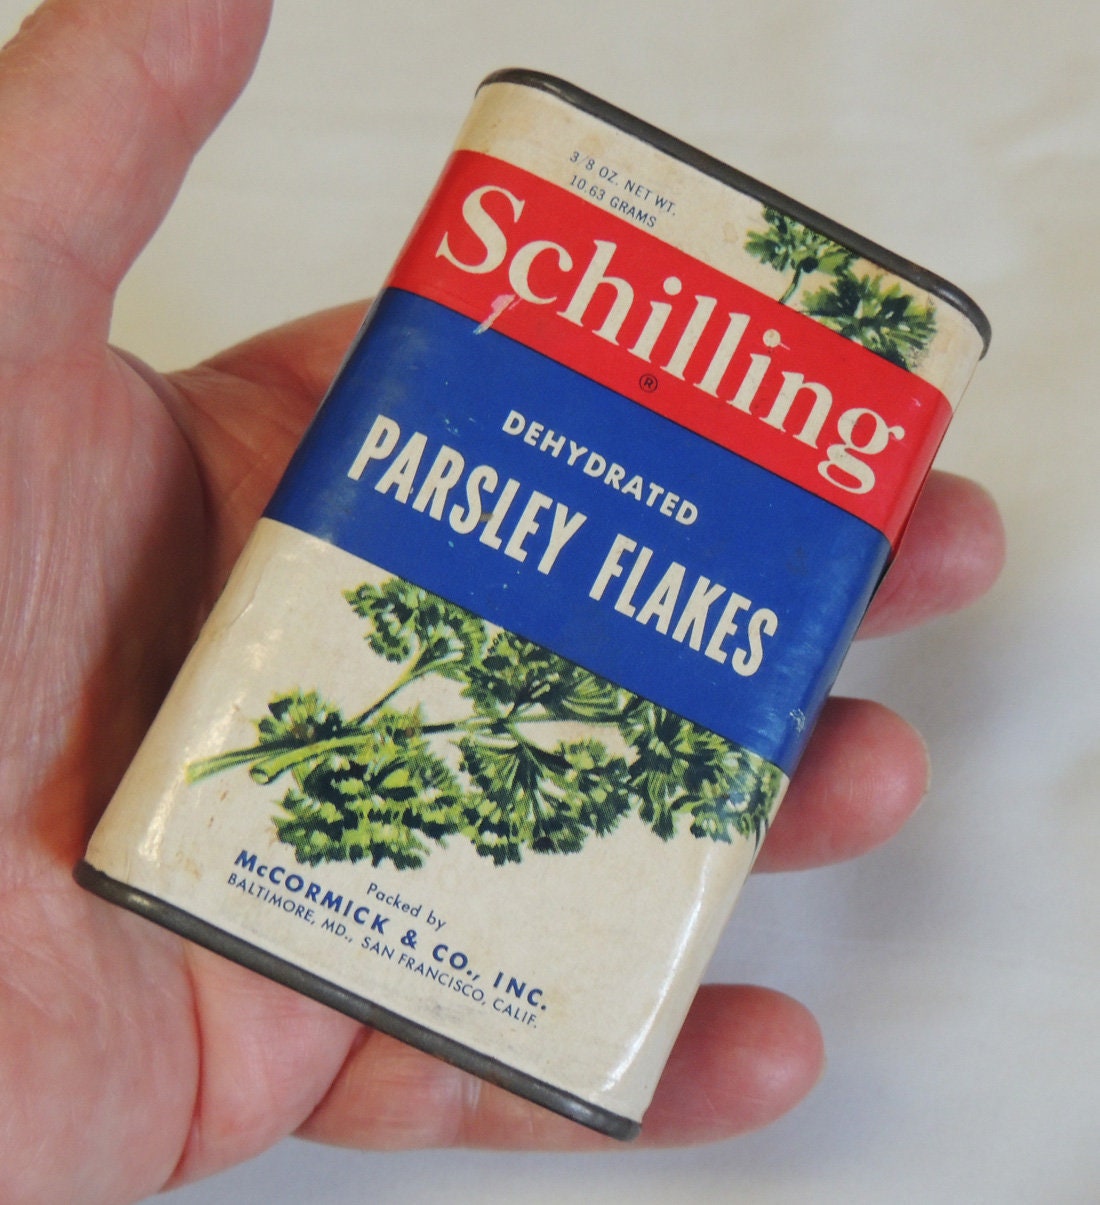 3/8 OZ. NET WT.
10.63 GRAMS
Schilling
®
DEHYDRATED
PARSLEY FLAKES
Packed by
McCORMICK & CO., INC.
BALTIMORE, MD., SAN FRANCISCO, CALIF.